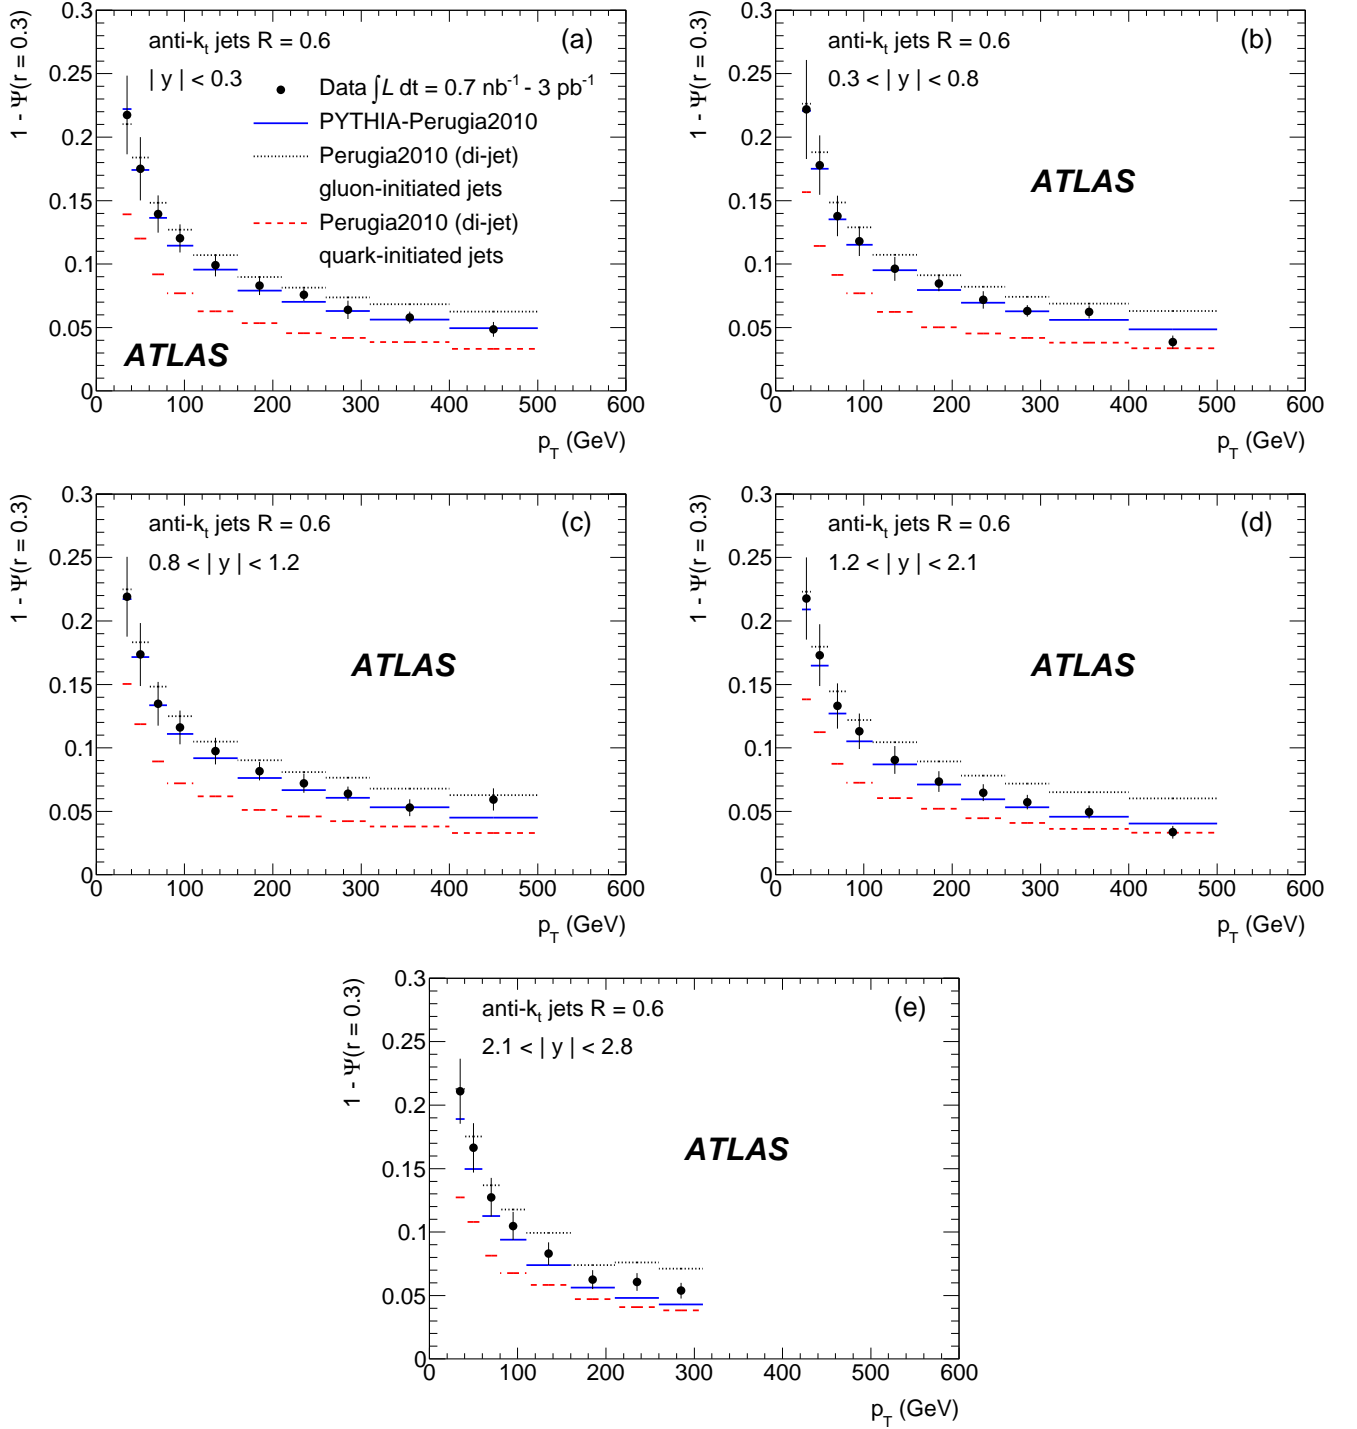 0.3
0.25
0.2
0.15
0.1
0.05
0
1 - Ψ(r = 0.3)
anti-kt jets R = 0.6
(a)
| y | < 0.3
Data ∫L dt = 0.7 nb-1 - 3 pb-1
PYTHIA-Perugia2010
Perugia2010 (di-jet)
gluon-initiated jets
Perugia2010 (di-jet)
quark-initiated jets
ATLAS
0 100 200 300 400 500 600
pT (GeV)
0.3
0.25
0.2
0.15
0.1
0.05
0
1 - Ψ(r = 0.3)
anti-kt jets R = 0.6
(b)
0.3 < | y | < 0.8
ATLAS
0 100 200 300 400 500 600
pT (GeV)
0.3
0.25
0.2
0.15
0.1
0.05
0
1 - Ψ(r = 0.3)
anti-kt jets R = 0.6
(c)
0.8 < | y | < 1.2
ATLAS
0 100 200 300 400 500 600
pT (GeV)
0.3
0.25
0.2
0.15
0.1
0.05
0
1 - Ψ(r = 0.3)
anti-kt jets R = 0.6
(d)
1.2 < | y | < 2.1
ATLAS
0 100 200 300 400 500 600
pT (GeV)
0.3
0.25
0.2
0.15
0.1
0.05
0
1 - Ψ(r = 0.3)
anti-kt jets R = 0.6
(e)
2.1 < | y | < 2.8
ATLAS
0 100 200 300 400 500 600
pT (GeV)